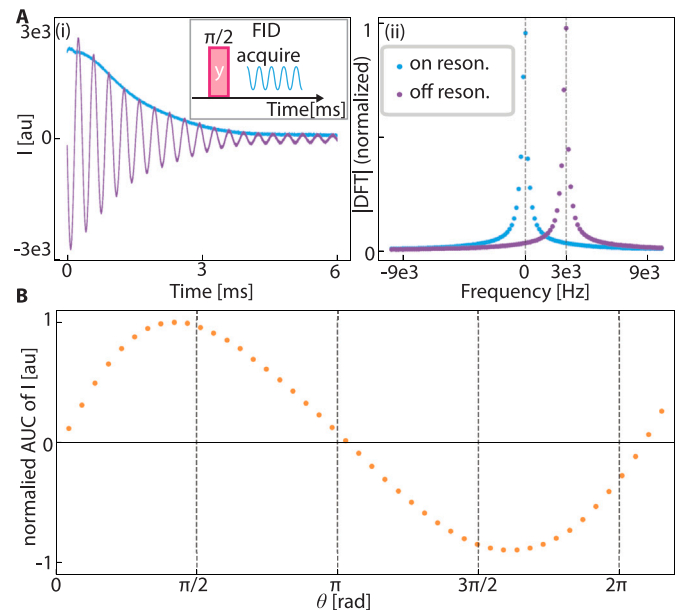 A
(i)
3e3
0
-3e3
I [au]
π/2
FID
acquire
y
Time[ms]
0
3
6
Time [ms]
(ii)
1
0
|DFT| (normalized)
on reson.
off reson.
-9e3
0
3e3
9e3
Frequency [Hz]
B
1
0
-1
normalied AUC of I [au]
0
π/2
π
3π/2
2π
θ [rad]